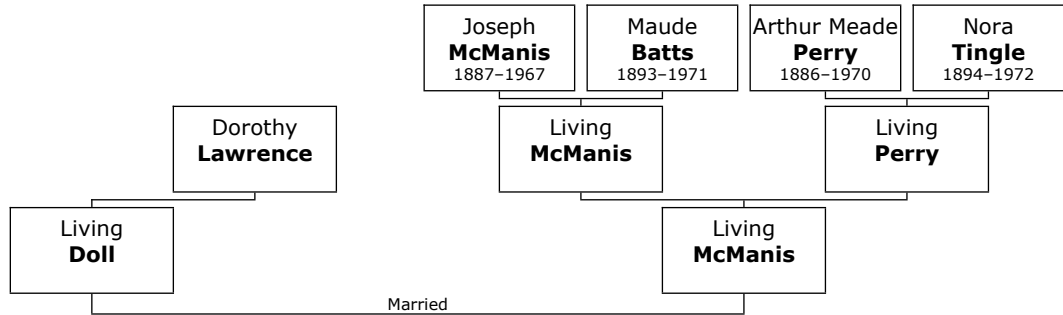 Joseph
McManis
1887–1967
Maude
Batts
1893–1971
Arthur Meade
Perry
1886–1970
Nora
Tingle
1894–1972
Dorothy
Lawrence
Living
McManis
Living
Perry
Living
Doll
Living
McManis
Married